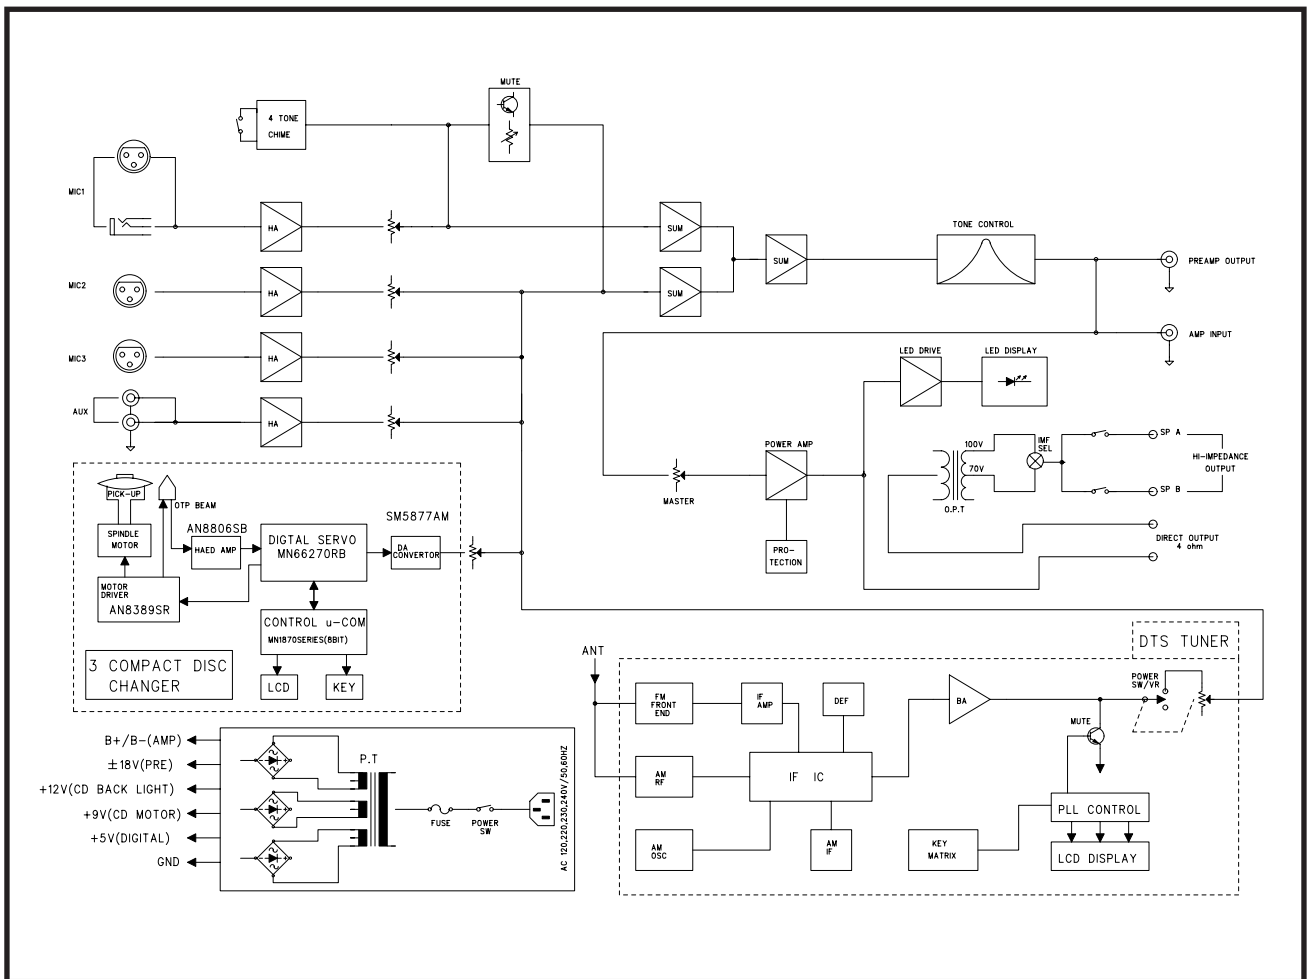 MUTE
4 TONE
CHIME
MIC1
HA
SUM
TONE CONTROL
SUM
PREAMP OUTPUT
MIC2
HA
SUM
AMP INPUT
MIC3
HA
LED DRIVE
LED DISPLAY
AUX
HA
POWER AMP
MASTER
PRO-
TECTION
100V
70V
O.P.T
IMF
SEL
SP A
HI-IMPEDANCE
OUTPUT
SP B
DIRECT OUTPUT
4 ohm
PICK-UP
OTP BEAM
SPINDLE
MOTOR
AN8806SB
HAED AMP
DIGTAL SERVO
MN66270RB
SM5877AM
DA
CONVERTOR
MOTOR
DRIVER
AN8389SR
CONTROL u-COM
MN1870SERIES(8BIT)
LCD
KEY
3 COMPACT DISC
CHANGER
DTS TUNER
ANT
FM
FRONT
END
IF
AMP
DEF
BA
POWER
SW/VR
MUTE
AM
RF
IF IC
PLL CONTROL
AM
OSC
AM
IF
KEY
MATRIX
LCD DISPLAY
B+/B-(AMP)
±18V(PRE)
+12V(CD BACK LIGHT)
+9V(CD MOTOR)
+5V(DIGITAL)
GND
P.T
FUSE
POWER
SW
AC 120,220,230,240V/50,60HZ